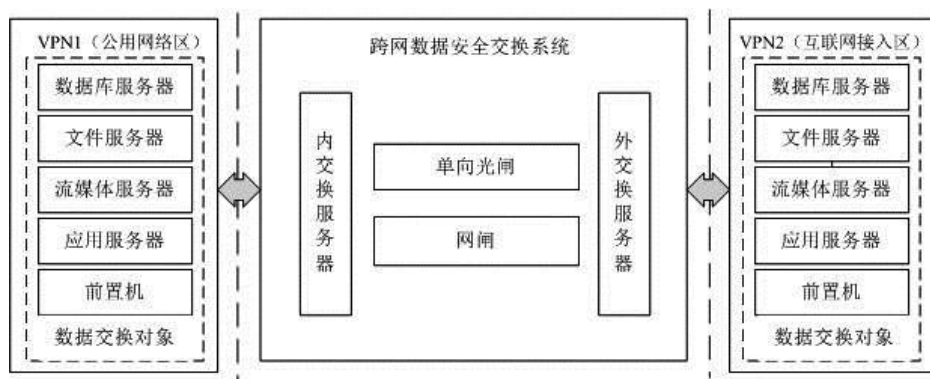 VPN1（公用网络区）
数据库服务器
文件服务器
流媒体服务器
应用服务器
前置机
数据交换对象
跨网数据安全交换系统
内交换服务器
单向光闸
网闸
外交换服务器
VPN2（互联网接入区）
数据库服务器
文件服务器
流媒体服务器
应用服务器
前置机
数据交换对象